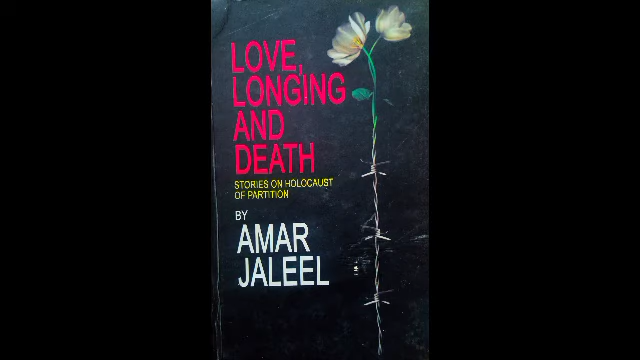 LOVE,
LONGING
AND
DEATH
STORIES ON HOLOCAUST
OF PARTITION
BY
AMAR
JALEEL